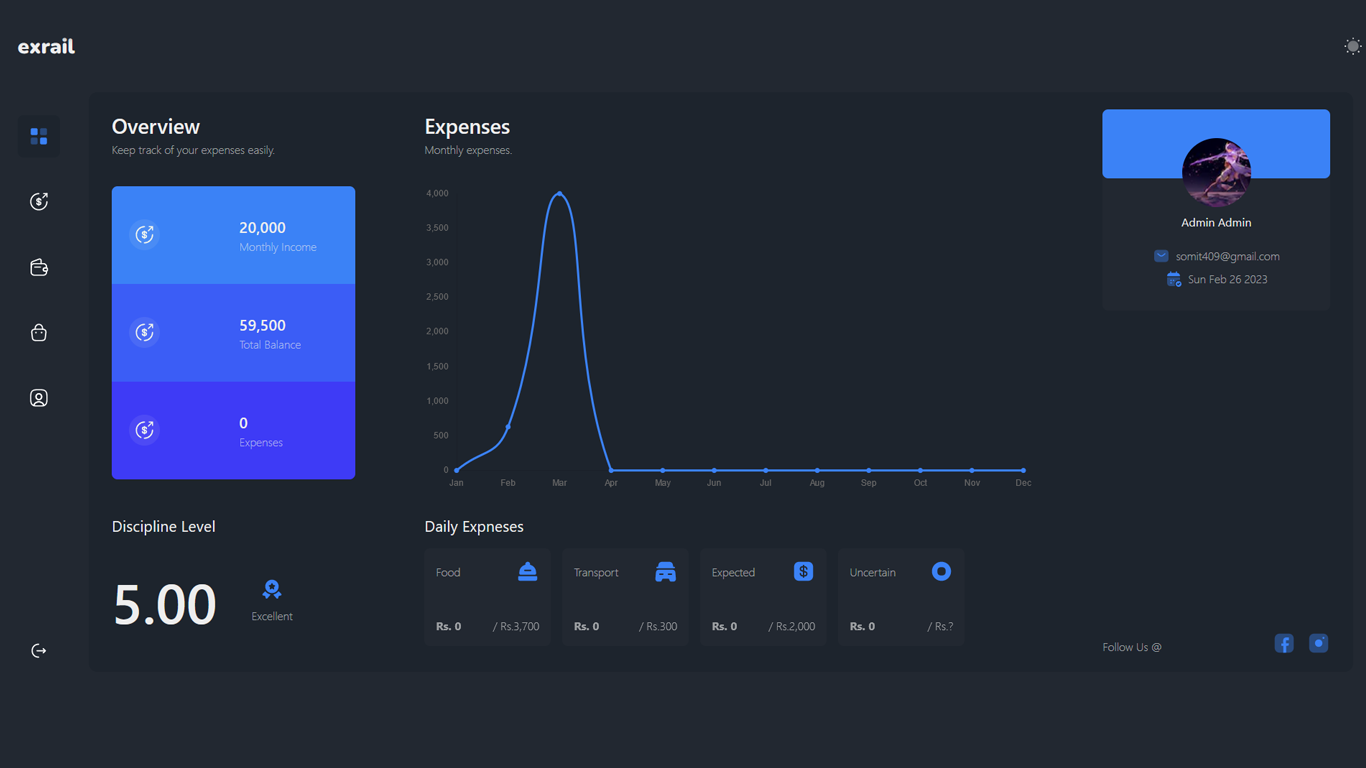 exrail
Overview
Keep track of your expenses easily.
20,000
Monthly Income
59,500
Total Balance
0
Expenses
Discipline Level
5.00
Excellent
Expenses
Monthly expenses.
4,000
3,500
3,000
2,500
2,000
1,500
1,000
500
0
Jan Feb Mar Apr May Jun Jul Aug Sep Oct Nov Dec
Daily Expneses
Food
Rs. 0 / Rs.3,700
Transport
Rs. 0 / Rs.300
Expected
Rs. 0 / Rs.2,000
Uncertain
Rs. 0 / Rs.?
Admin Admin
somit409@gmail.com
Sun Feb 26 2023
Follow Us @